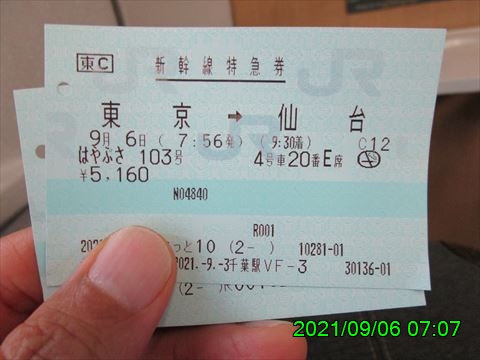 東C 新幹線特急券
東京 → 仙台
9月 6日 ( 7:56発) ( 9:30着) C12
はやぶさ 103号 4号車20番E席
¥5,160
N04840
R001
202 っと10 (2- ) 10281-01
2021.-9.-3千葉駅VF-3 30136-01
(2-
2021/09/06 07:07